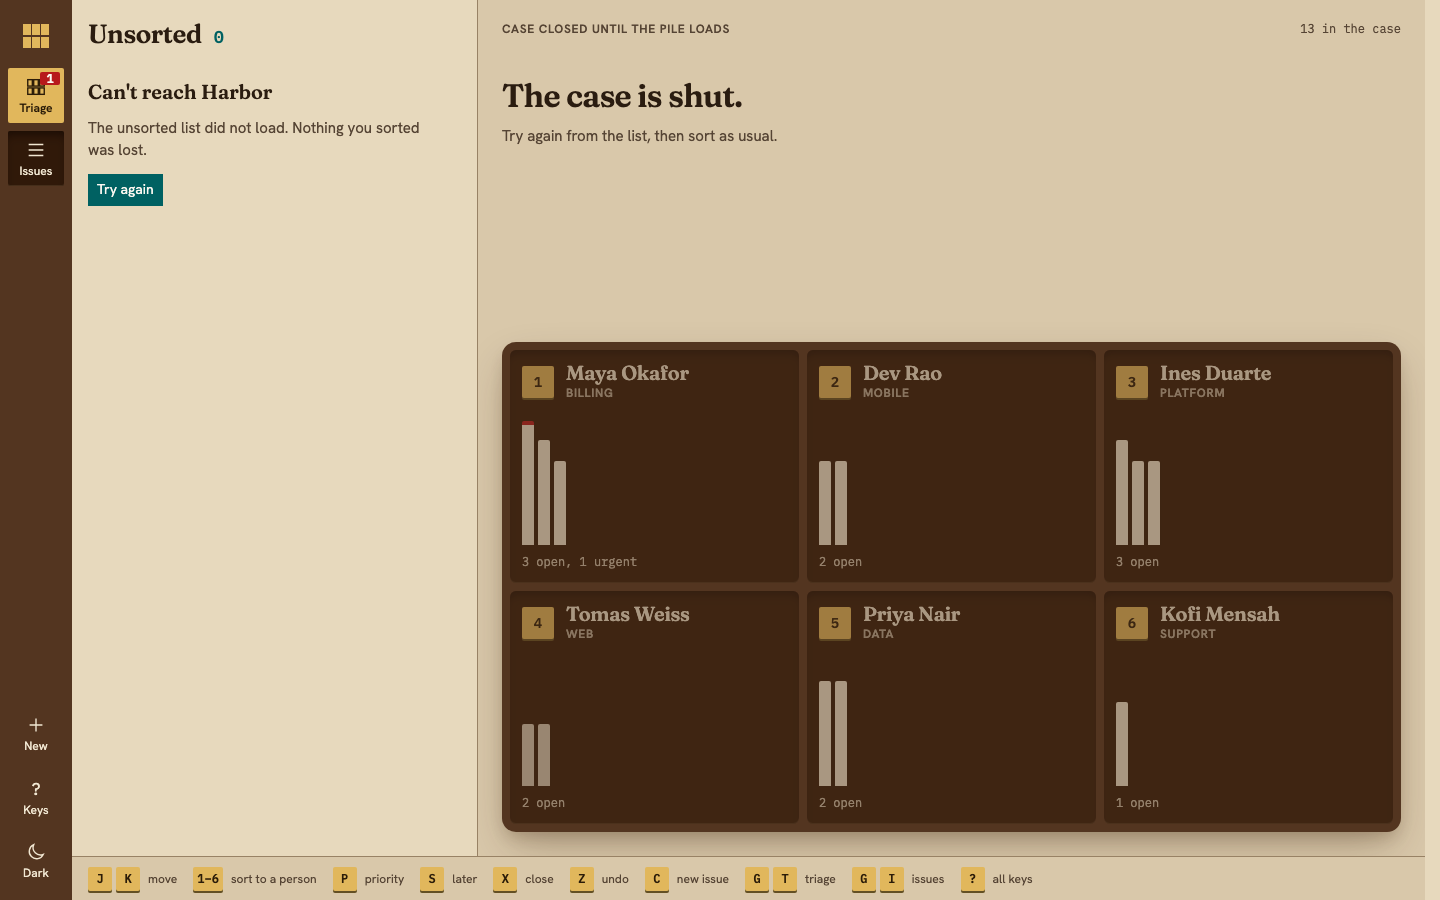 1
Triage
Issues
New
?
Keys
Dark
Unsorted 0
Can't reach Harbor
The unsorted list did not load. Nothing you sorted
was lost.
Try again
CASE CLOSED UNTIL THE PILE LOADS
13 in the case
The case is shut.
Try again from the list, then sort as usual.
1 Maya Okafor
BILLING
3 open, 1 urgent
2 Dev Rao
MOBILE
2 open
3 Ines Duarte
PLATFORM
3 open
4 Tomas Weiss
WEB
2 open
5 Priya Nair
DATA
2 open
6 Kofi Mensah
SUPPORT
1 open
J K move 1–6 sort to a person P priority S later X close Z undo C new issue G T triage G I issues ? all keys